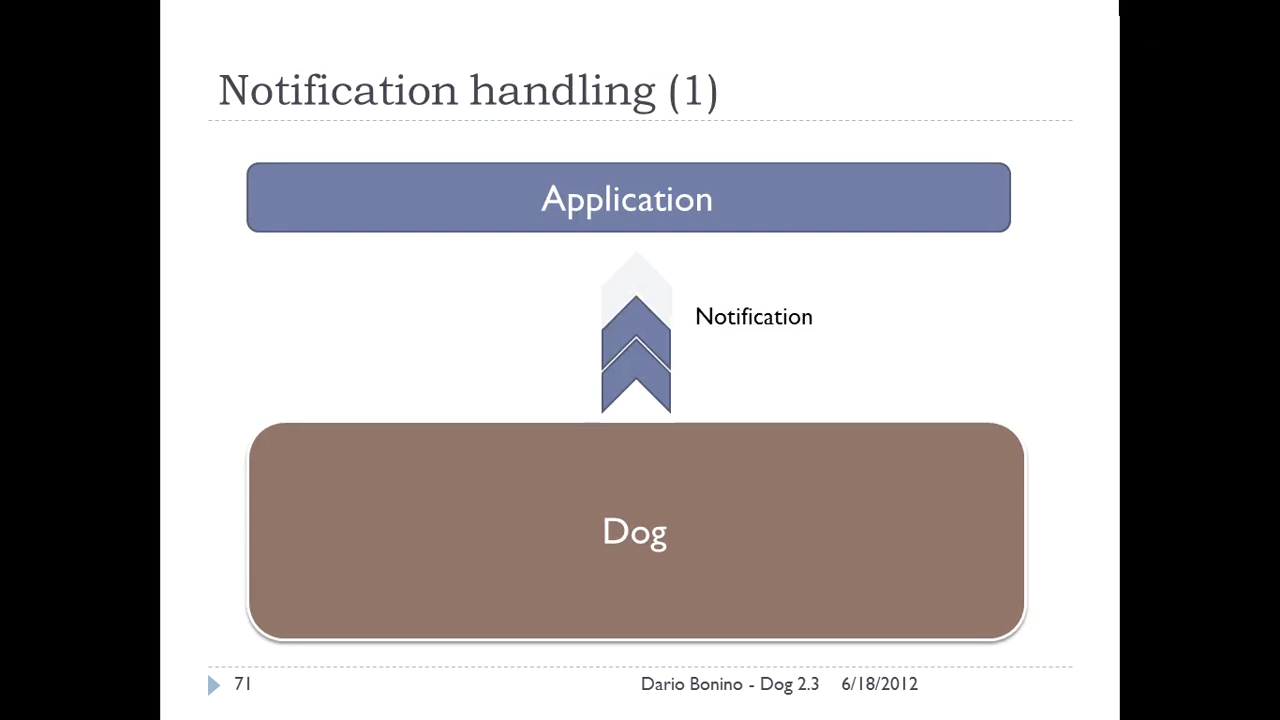 Notification handling (1)
Application
Notification
Dog
71
Dario Bonino - Dog 2.3
6/18/2012